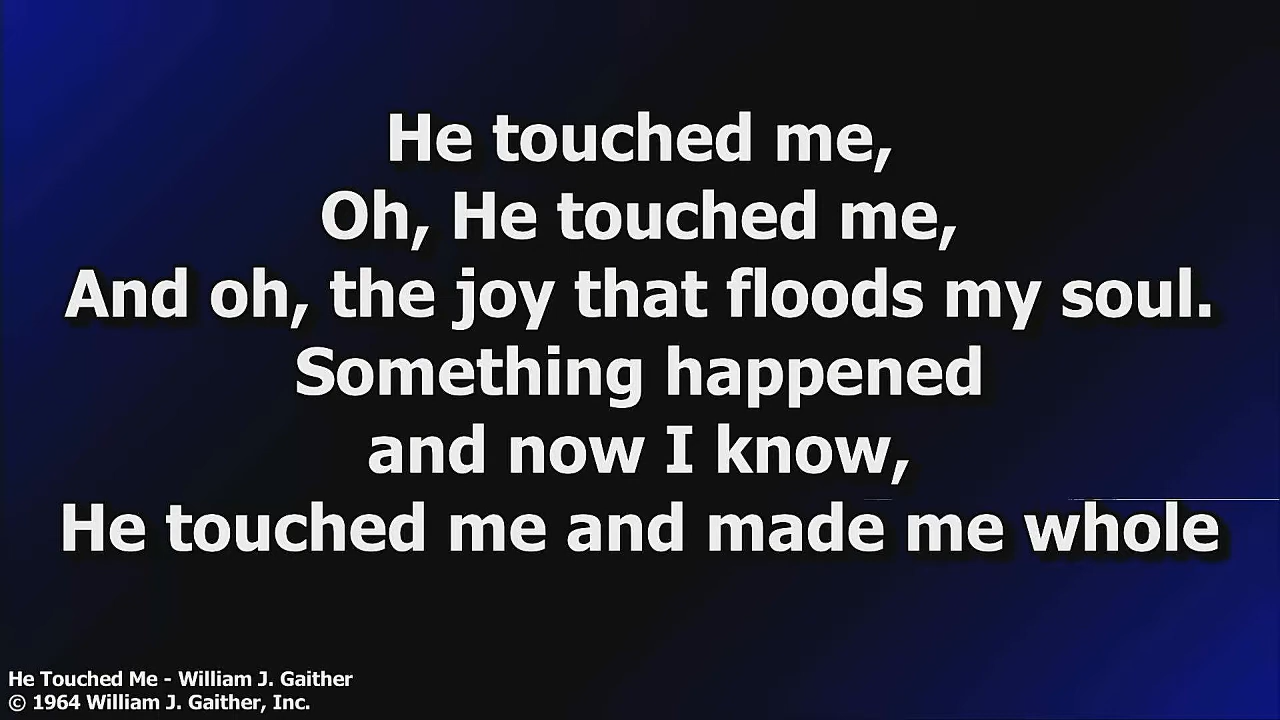 He touched me,
Oh, He touched me,
And oh, the joy that floods my soul.
Something happened
and now I know,
He touched me and made me whole
He Touched Me - William J. Gaither
© 1964 William J. Gaither, Inc.